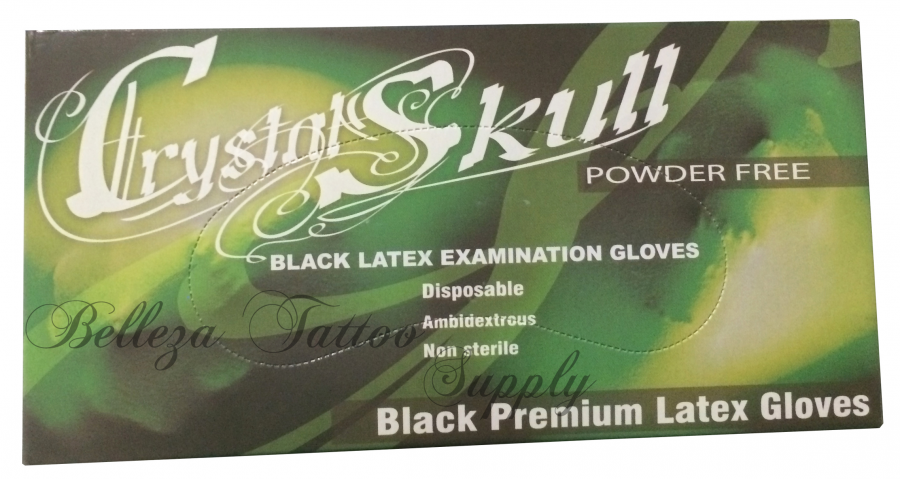 Crystal Skull
POWDER FREE
BLACK LATEX EXAMINATION GLOVES
Disposable
Ambidextrous
Non sterile
Belleza Tattoo
Supply
Black Premium Latex Gloves